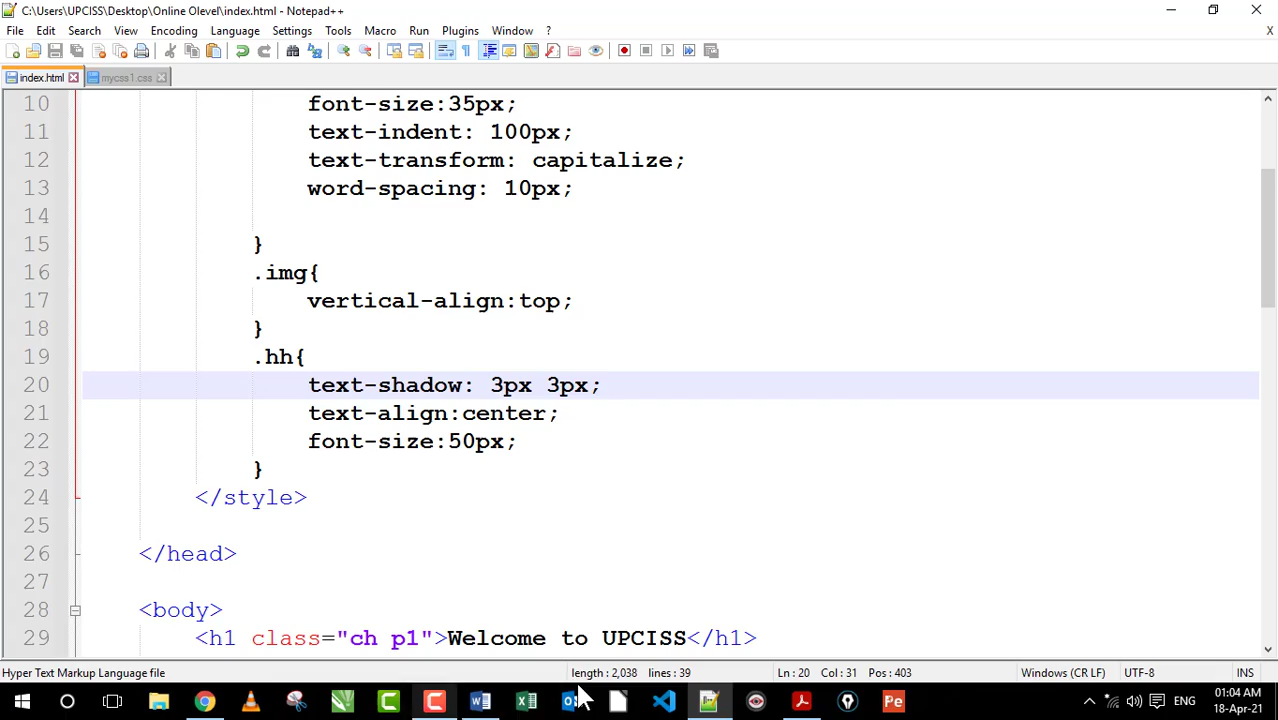 C:\Users\UPCISS\Desktop\Online Olevel\index.html - Notepad++
File Edit Search View Encoding Language Settings Tools Macro Run Plugins Window ? X
index.html mycss1.css
10 font-size:35px;
11 text-indent: 100px;
12 text-transform: capitalize;
13 word-spacing: 10px;
14
15 }
16 .img{
17 vertical-align:top;
18 }
19 .hh{
20 text-shadow: 3px 3px;
21 text-align:center;
22 font-size:50px;
23 }
24 </style>
25
26 </head>
27
28 <body>
29 <h1 class="ch p1">Welcome to UPCISS</h1>
Hyper Text Markup Language file length : 2,038 lines : 39 Ln : 20 Col : 31 Pos : 403 Windows (CR LF) UTF-8 INS
Pe ENG 01:04 AM
18-Apr-21